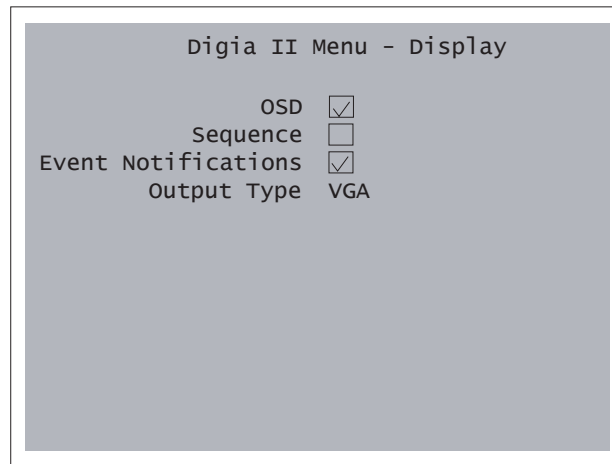 Digia II Menu - Display
OSD
Sequence
Event Notifications
Output Type VGA